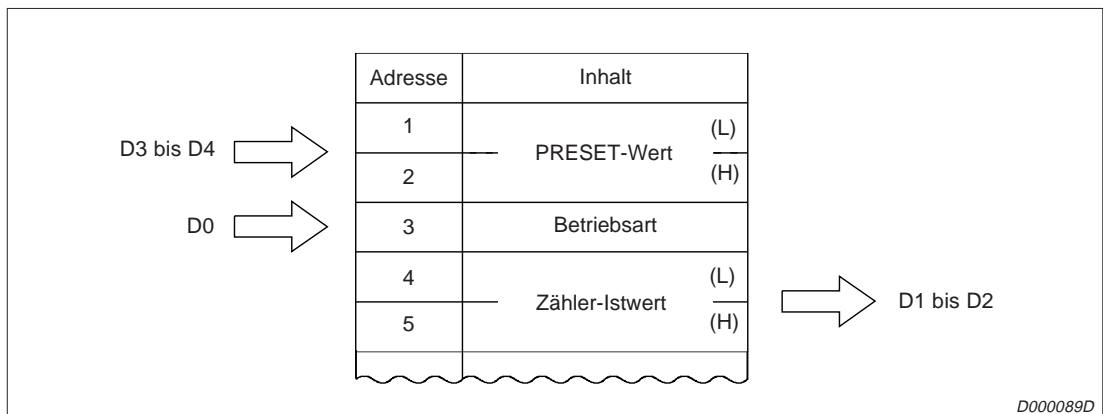 Adresse Inhalt
1 (L)
D3 bis D4 PRESET-Wert
2 (H)
D0 3 Betriebsart
4 (L)
Zähler-Istwert D1 bis D2
5 (H)
D000089D